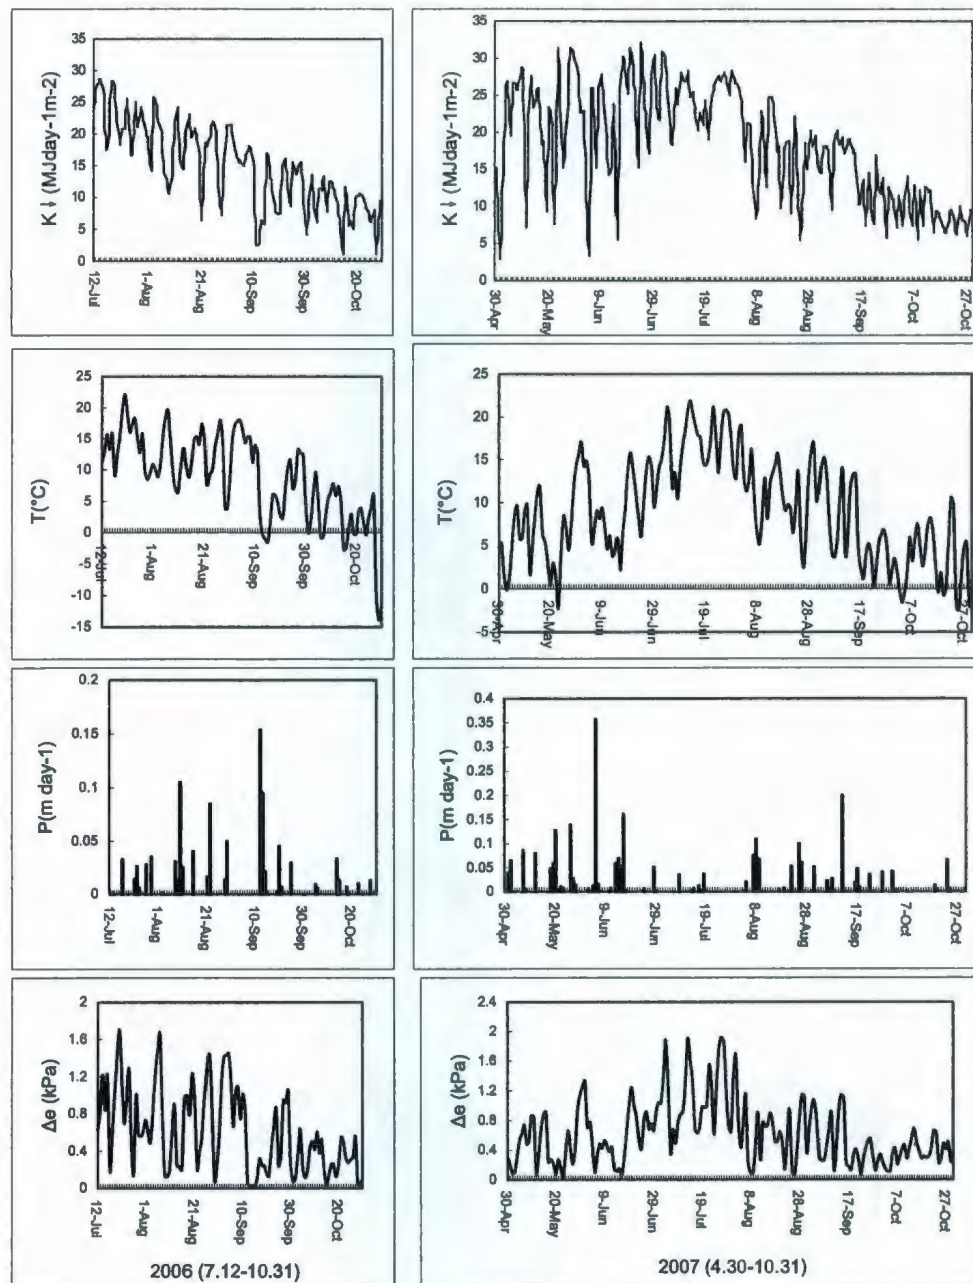 K ↓ (MJday-1m-2)
35
30
25
20
15
10
5
0
12-Jul
1-Aug
21-Aug
10-Sep
30-Sep
20-Oct
K ↓ (MJday-1m-2)
35
30
25
20
15
10
5
0
30-Apr
20-May
9-Jun
29-Jun
19-Jul
8-Aug
28-Aug
17-Sep
7-Oct
27-Oct
T(°C)
25
20
15
10
5
0
-5
-10
-15
12-Jul
1-Aug
21-Aug
10-Sep
30-Sep
20-Oct
T(°C)
25
20
15
10
5
0
-5
30-Apr
20-May
9-Jun
29-Jun
19-Jul
8-Aug
28-Aug
17-Sep
7-Oct
27-Oct
P(m day-1)
0.2
0.15
0.1
0.05
0
12-Jul
1-Aug
21-Aug
10-Sep
30-Sep
20-Oct
P(m day-1)
0.4
0.35
0.3
0.25
0.2
0.15
0.1
0.05
0
30-Apr
20-May
9-Jun
29-Jun
19-Jul
8-Aug
28-Aug
17-Sep
7-Oct
27-Oct
Δe (kPa)
2
1.6
1.2
0.8
0.4
0
12-Jul
1-Aug
21-Aug
10-Sep
30-Sep
20-Oct
2006 (7.12-10.31)
Δe (kPa)
2.4
2
1.6
1.2
0.8
0.4
0
30-Apr
20-May
9-Jun
29-Jun
19-Jul
8-Aug
28-Aug
17-Sep
7-Oct
27-Oct
2007 (4.30-10.31)